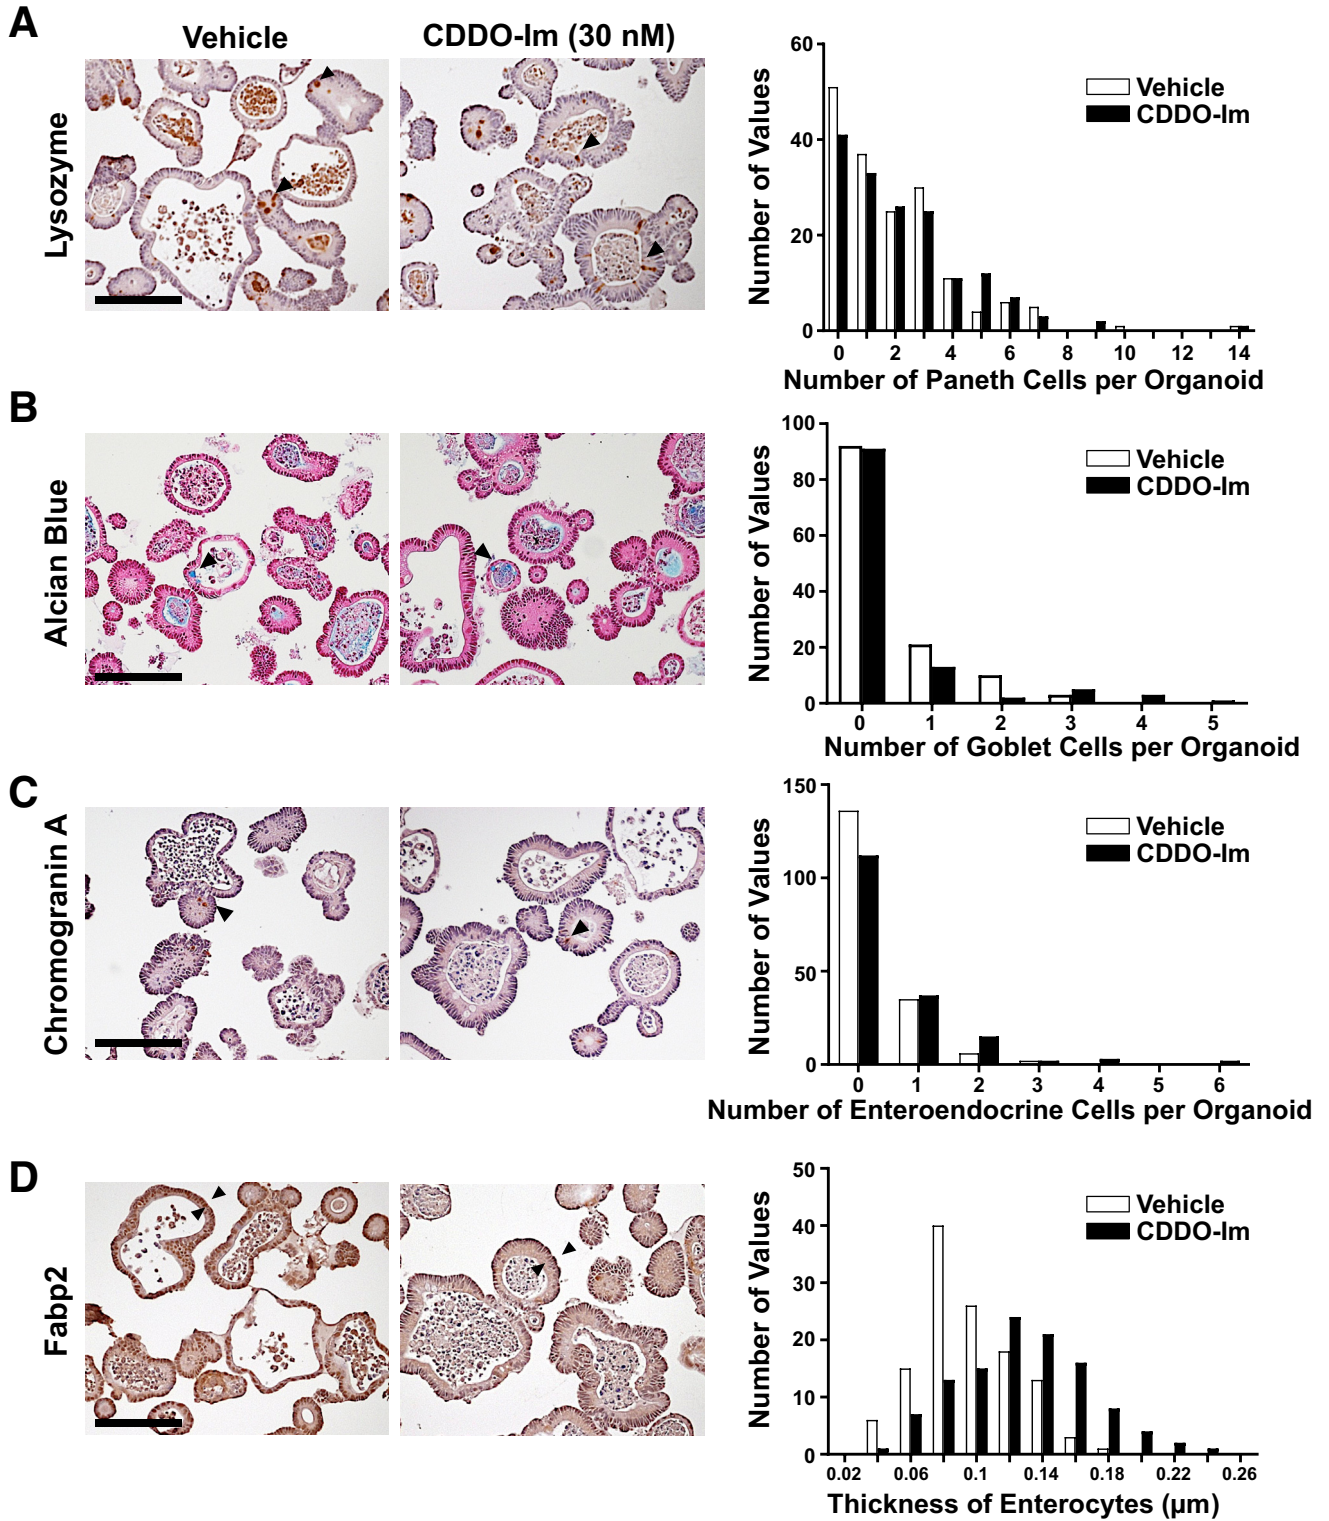 A
Vehicle
CDDO-Im (30 nM)
Lysozyme
Number of Values
60
40
20
0
Vehicle
CDDO-Im
0 2 4 6 8 10 12 14
Number of Paneth Cells per Organoid
B
Alcian Blue
Number of Values
100
80
60
40
20
0
Vehicle
CDDO-Im
0 1 2 3 4 5
Number of Goblet Cells per Organoid
C
Chromogranin A
Number of Values
150
100
50
0
Vehicle
CDDO-Im
0 1 2 3 4 5 6
Number of Enteroendocrine Cells per Organoid
D
Fabp2
Number of Values
50
40
30
20
10
0
Vehicle
CDDO-Im
0.02 0.06 0.1 0.14 0.18 0.22 0.26
Thickness of Enterocytes (µm)